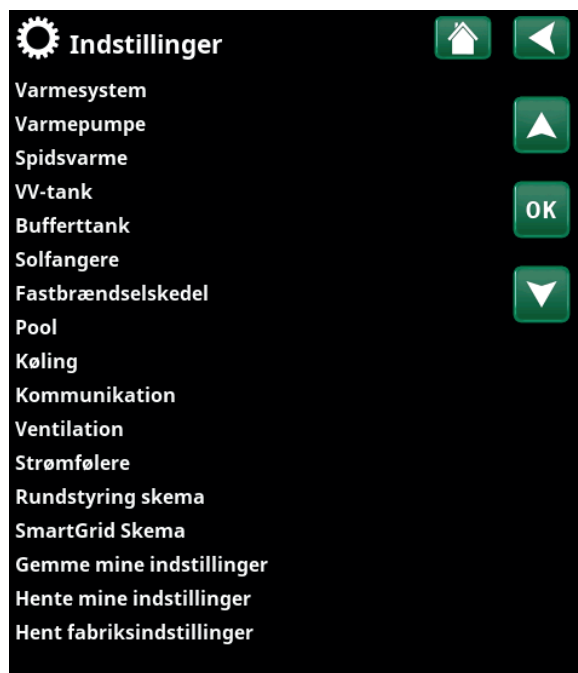 Indstillinger
Varmesystem
Varmepumpe
Spidsvarme
VV-tank
OK
Bufferttank
Solfangere
Fastbrændselskedel
Pool
Køling
Kommunikation
Ventilation
Strømfølere
Rundstyring skema
SmartGrid Skema
Gemme mine indstillinger
Hente mine indstillinger
Hent fabriksindstillinger